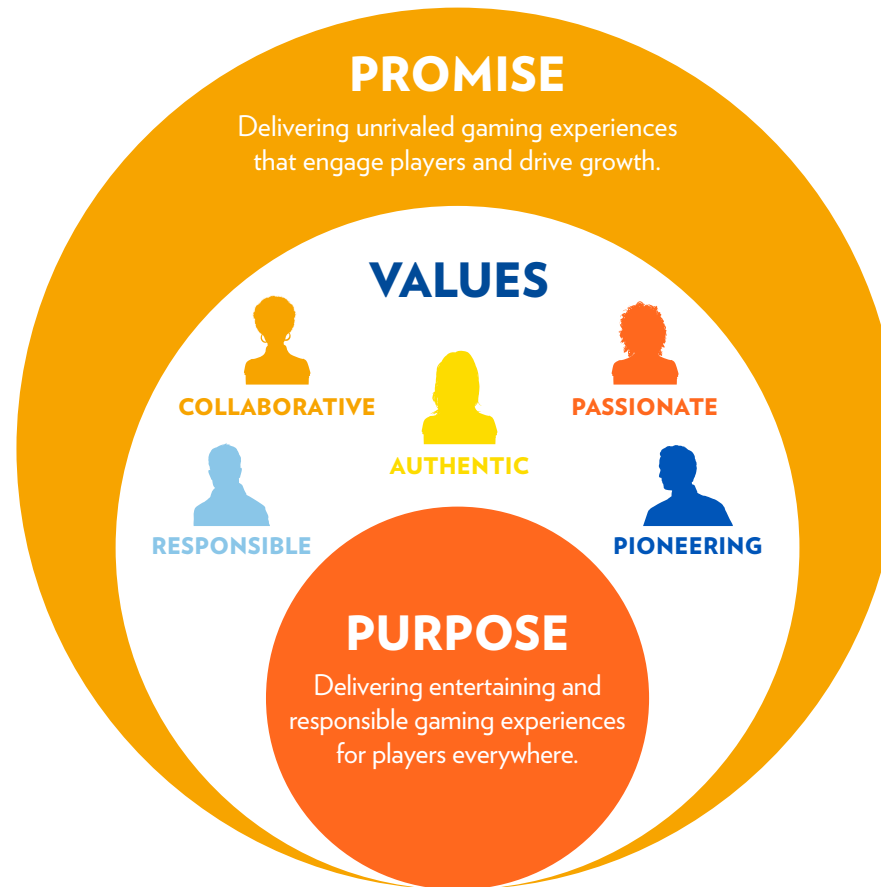 PROMISE
Delivering unrivaled gaming experiences
that engage players and drive growth.
VALUES
COLLABORATIVE
PASSIONATE
AUTHENTIC
RESPONSIBLE
PIONEERING
PURPOSE
Delivering entertaining and
responsible gaming experiences
for players everywhere.